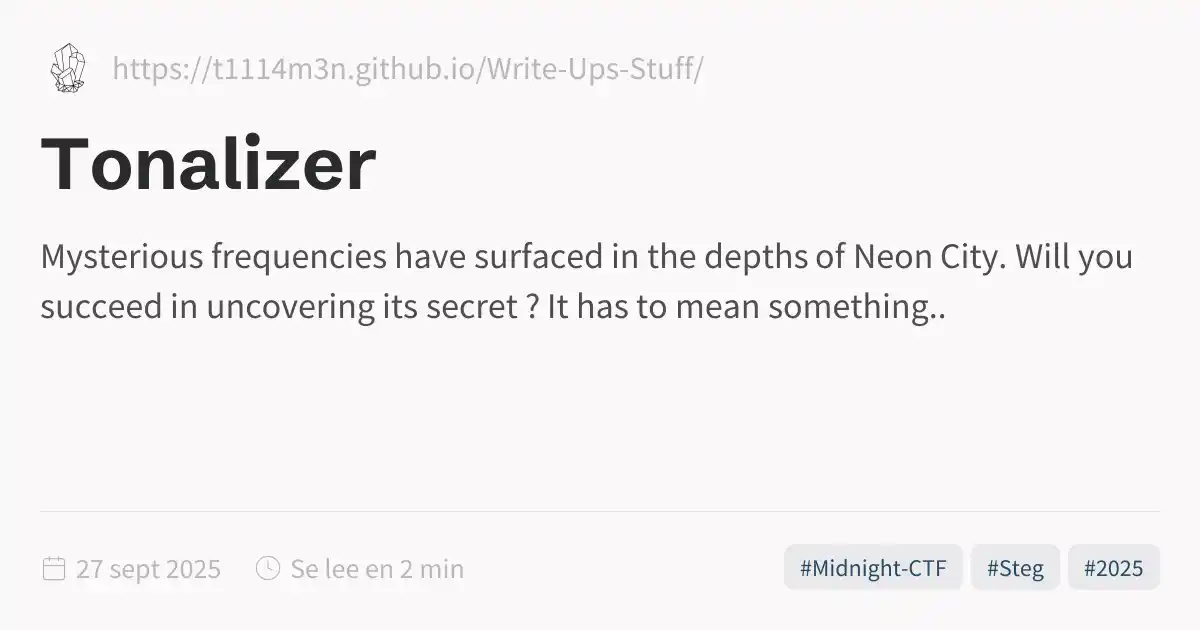 https://t1114m3n.github.io/Write-Ups-Stuff/
Tonalizer
Mysterious frequencies have surfaced in the depths of Neon City. Will you
succeed in uncovering its secret ? It has to mean something..
27 sept 2025
Se lee en 2 min
#Midnight-CTF
#Steg
#2025